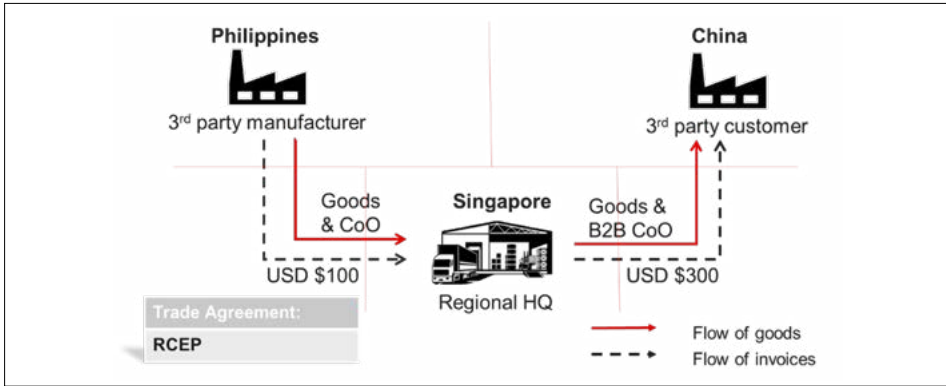 Philippines
China
3rd party manufacturer
3rd party customer
Goods
& CoO
Singapore
Goods &
B2B CoO
USD $100
USD $300
Regional HQ
Trade Agreement:
RCEP
Flow of goods
Flow of invoices